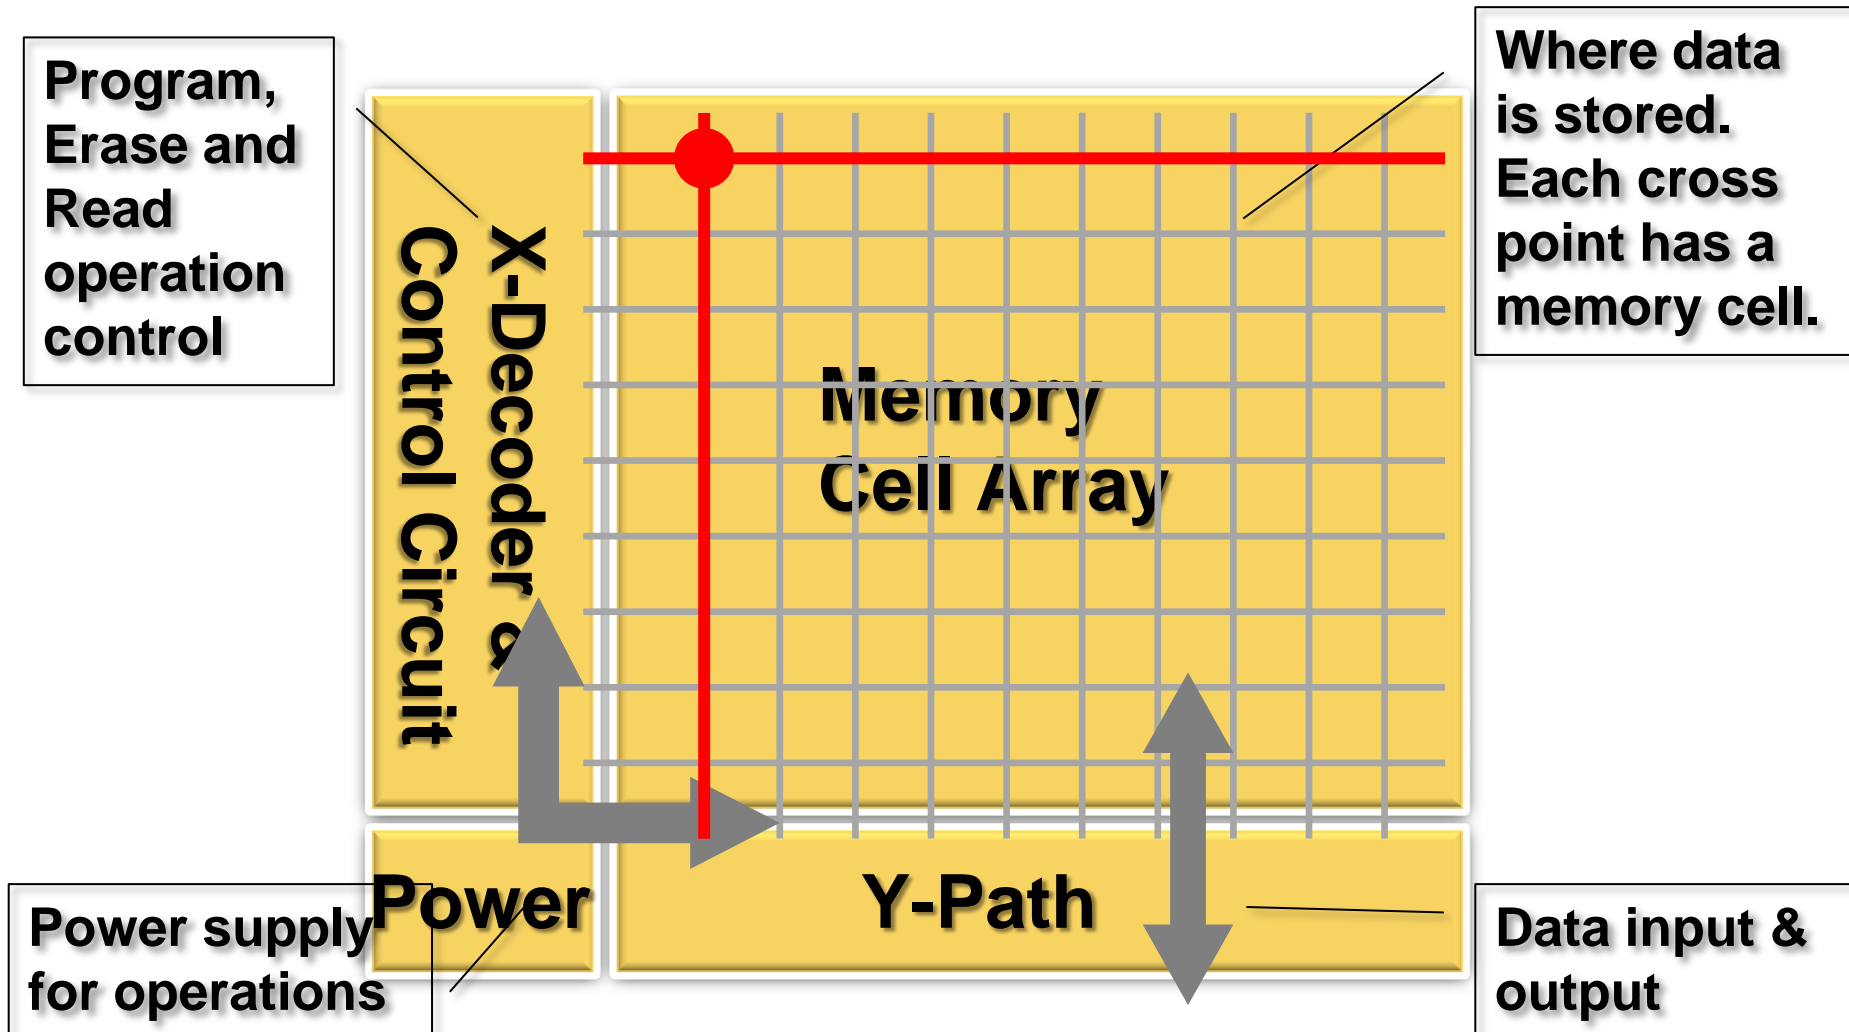 Program,
Erase and
Read
operation
control
X-Decoder &
Control Circuit
Where data
is stored.
Each cross
point has a
memory cell.
Memory
Cell Array
Power
Y-Path
Power supply
for operations
Data input &
output